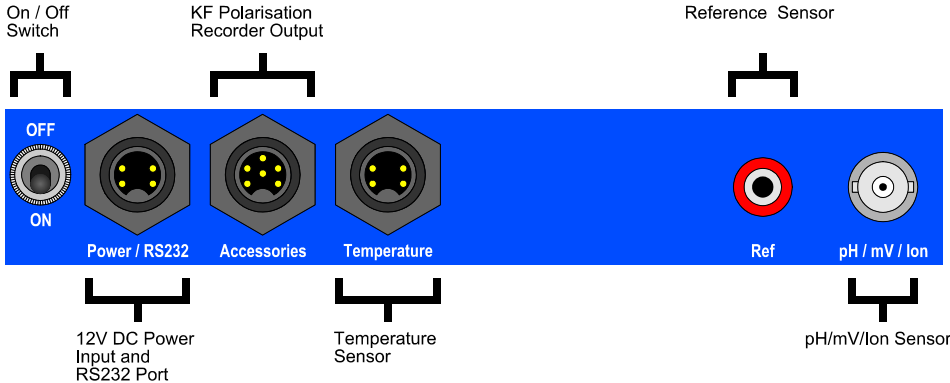 On / Off
Switch
KF Polarisation
Recorder Output
Reference Sensor
OFF
ON
Power / RS232
Accessories
Temperature
Ref
pH / mV / Ion
12V DC Power
Input and
RS232 Port
Temperature
Sensor
pH/mV/Ion Sensor